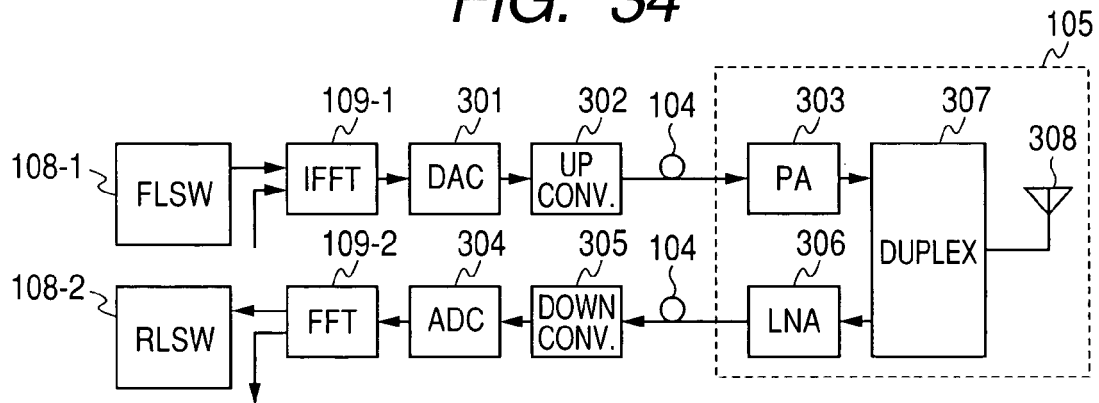 FIG. 34
105
109-1
301
302
104
303
307
308
108-1
FLSW
IFFT
DAC
UP
CONV.
PA
DUPLEX
109-2
304
305
104
306
108-2
RLSW
FFT
ADC
DOWN
CONV.
LNA